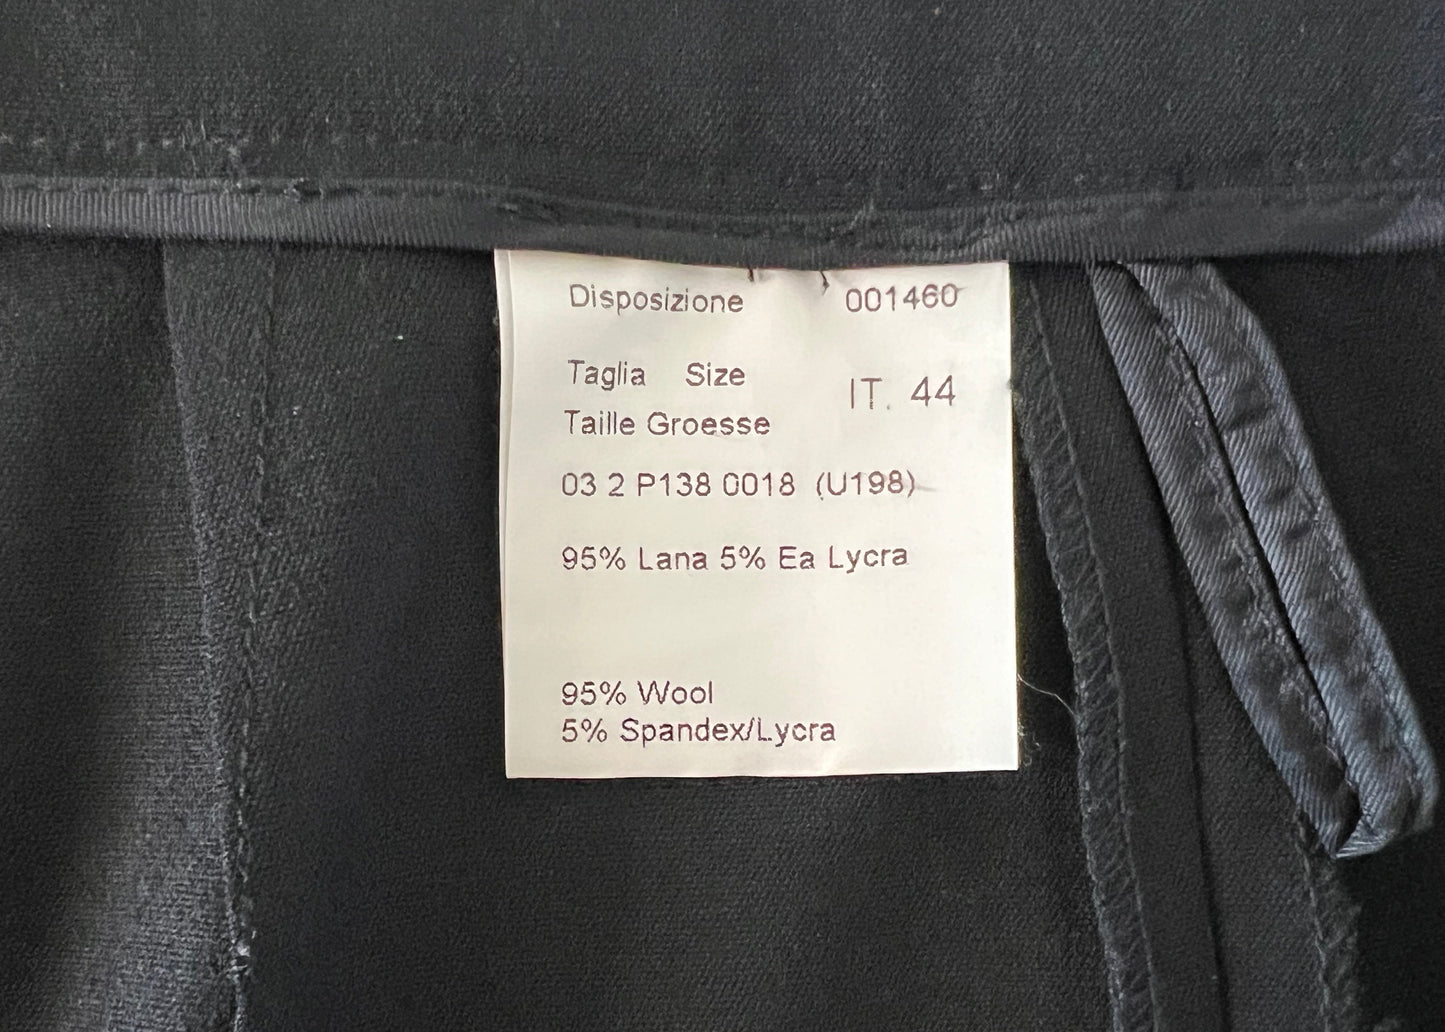 Disposizione 001460
Taglia Size
IT. 44
Taille Groesse
03 2 P138 0018 (U198)
95% Lana 5% Ea Lycra
95% Wool
5% Spandex/Lycra